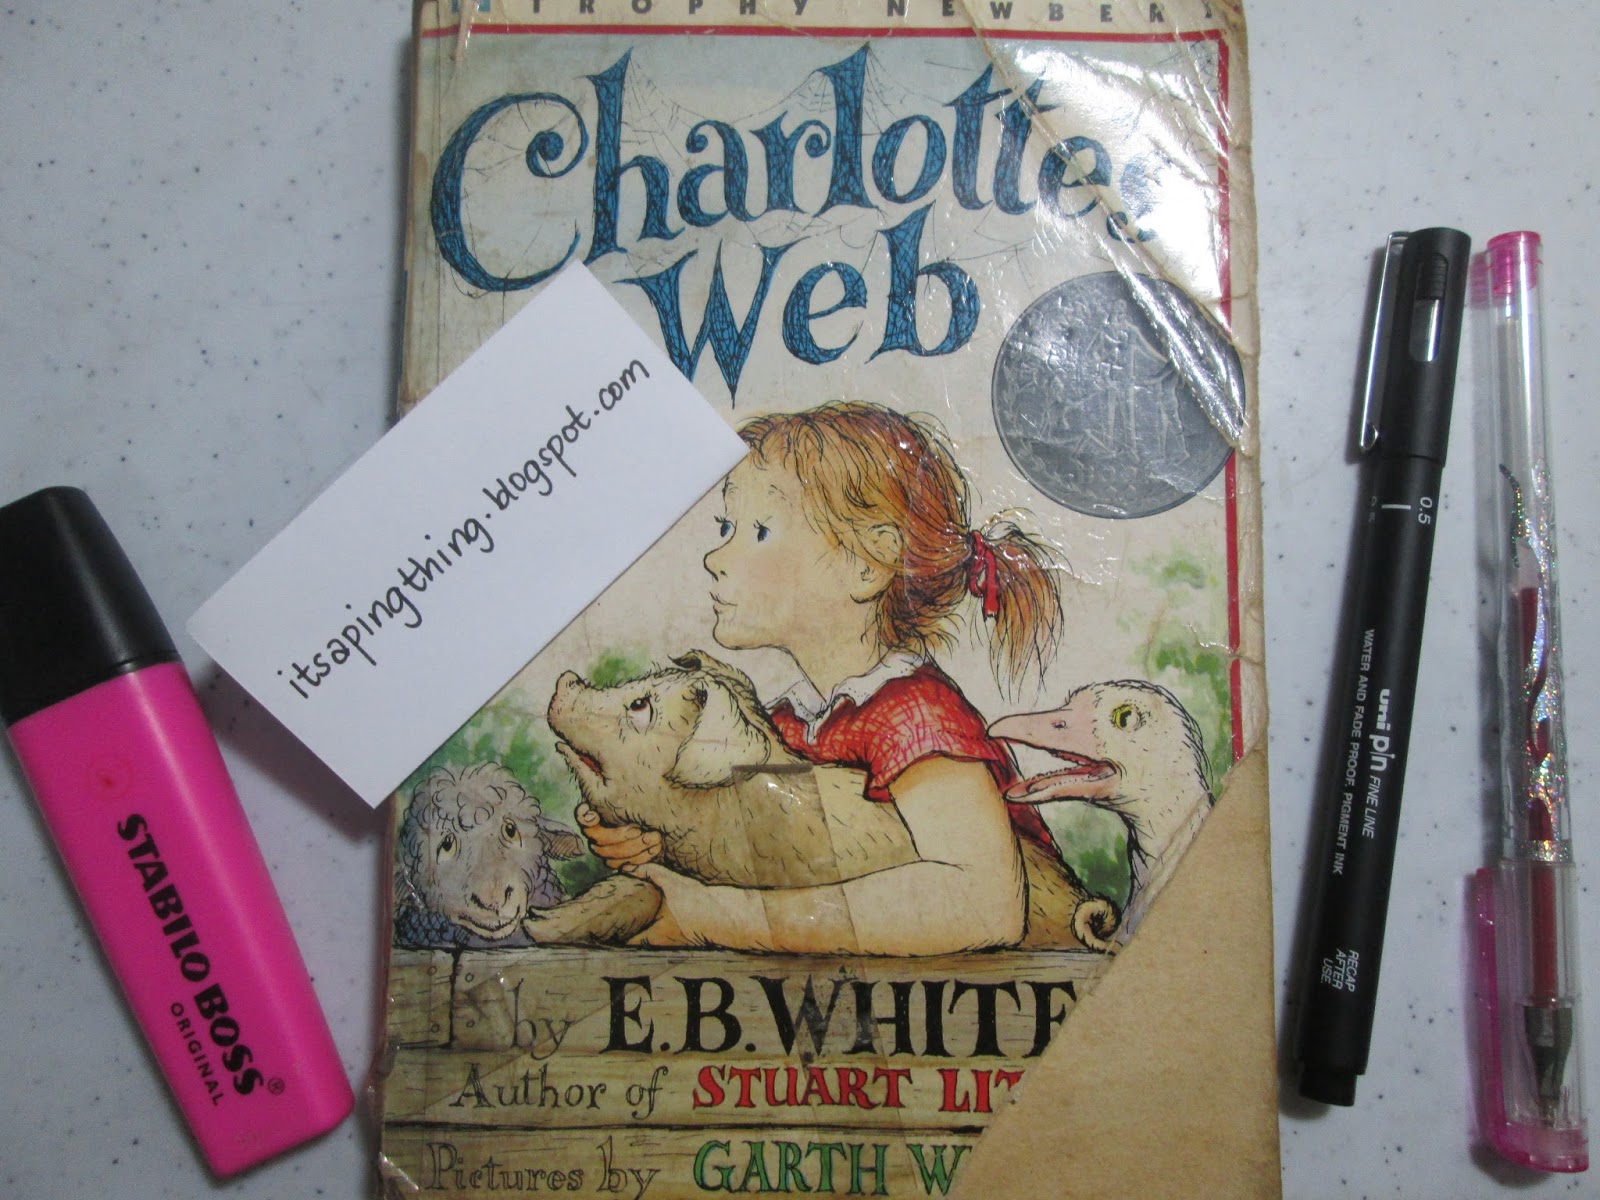 TROPHY NEWBER
Charlotte's
Web
itsapingthing.blogspot.com
by E.B. WHITE
Author of STUART LIT
Pictures by GARTH W
STABILO BOSS®
ORIGINAL
0.5
uni pin FINE LINE
WATER AND FADE PROOF, PIGMENT INK
RECAP
AFTER
USE